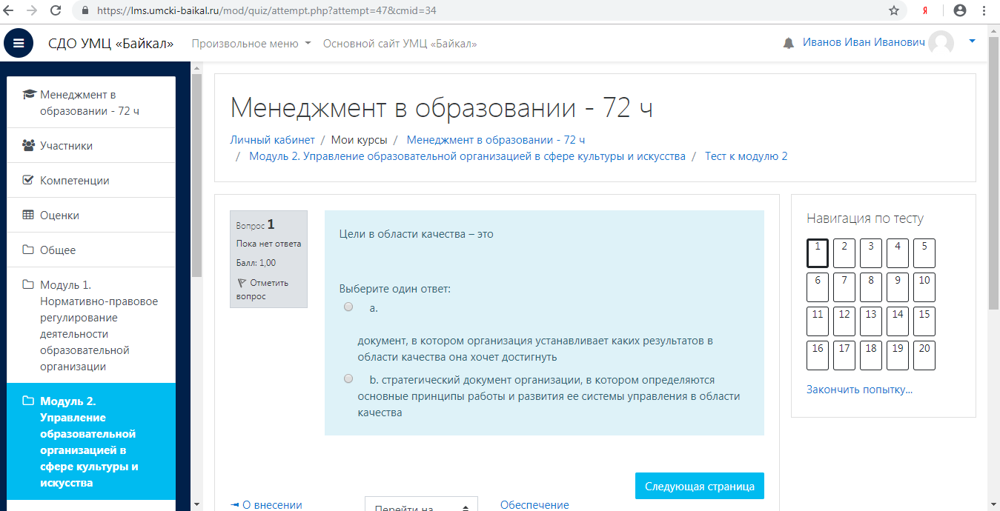 https://lms.umcki-baikal.ru/mod/quiz/attempt.php?attempt=47&cmid=34
Я
СДО УМЦ «Байкал»
Произвольное меню
Основной сайт УМЦ «Байкал»
Иванов Иван Иванович
Менеджмент в
образовании - 72 ч
Участники
Компетенции
Оценки
Общее
Модуль 1.
Нормативно-правовое
регулирование
деятельности
образовательной
организации
Модуль 2.
Управление
образовательной
организацией в
сфере культуры и
искусства
Менеджмент в образовании - 72 ч
Личный кабинет / Мои курсы / Менеджмент в образовании - 72 ч
/ Модуль 2. Управление образовательной организацией в сфере культуры и искусства / Тест к модулю 2
Вопрос 1
Пока нет ответа
Балл: 1,00
Отметить
вопрос
Цели в области качества – это
Выберите один ответ:
a.
документ, в котором организация устанавливает каких результатов в
области качества она хочет достигнуть
b. стратегический документ организации, в котором определяются
основные принципы работы и развития ее системы управления в области
качества
Следующая страница
О внесении
Перейти на
Обеспечение
Навигация по тесту
1 2 3 4 5
6 7 8 9 10
11 12 13 14 15
16 17 18 19 20
Закончить попытку...